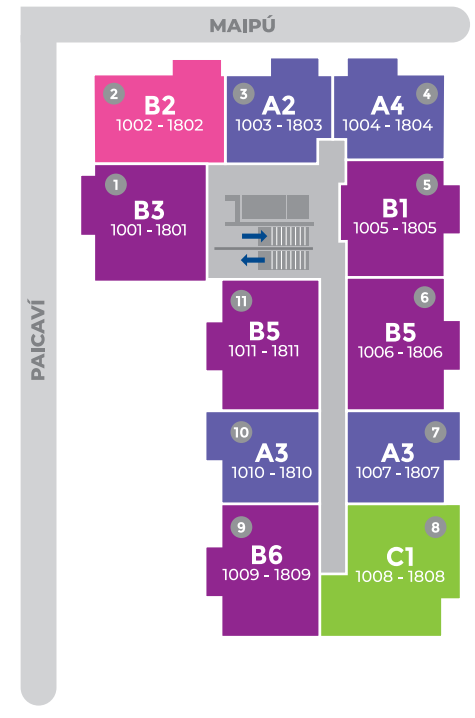 MAIPÚ
PAICAVÍ
2
B2
1002 - 1802
3
A2
1003 - 1803
4
A4
1004 - 1804
1
B3
1001 - 1801
5
B1
1005 - 1805
11
B5
1011 - 1811
6
B5
1006 - 1806
10
A3
1010 - 1810
7
A3
1007 - 1807
9
B6
1009 - 1809
8
C1
1008 - 1808